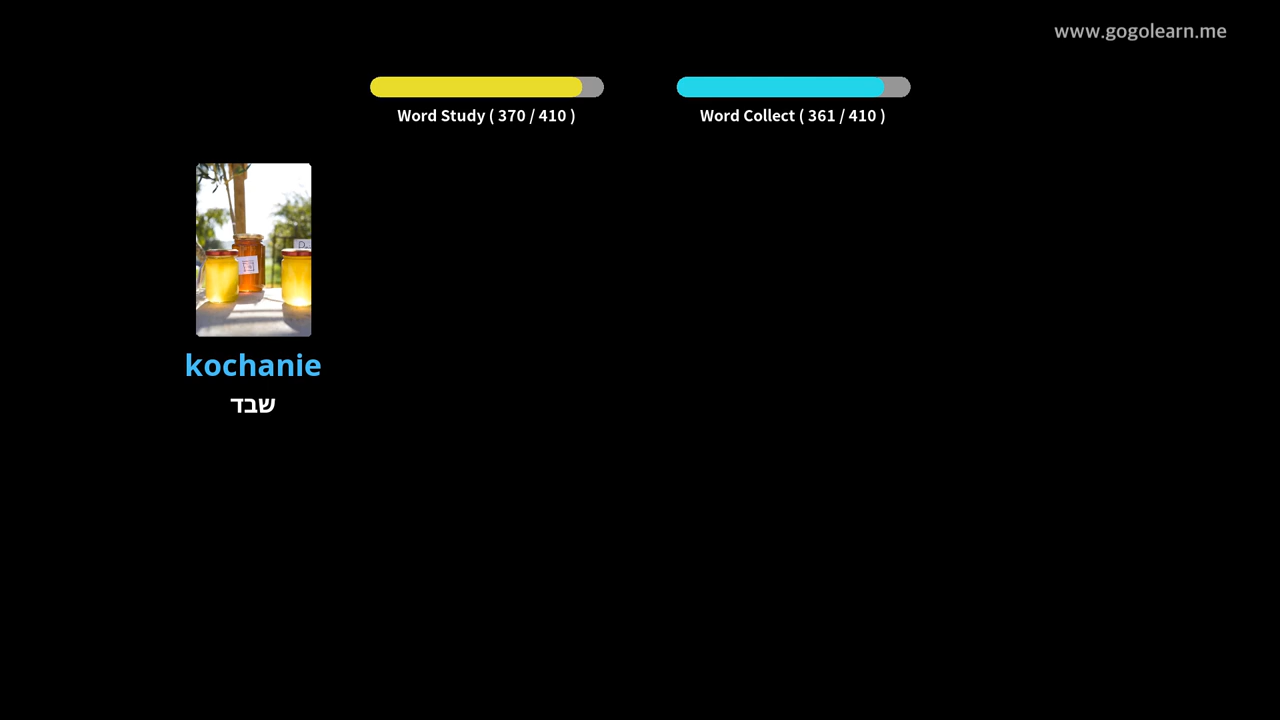 www.gogolearn.me
Word Study ( 370 / 410 )
Word Collect ( 361 / 410 )
D.
kochanie
שבד